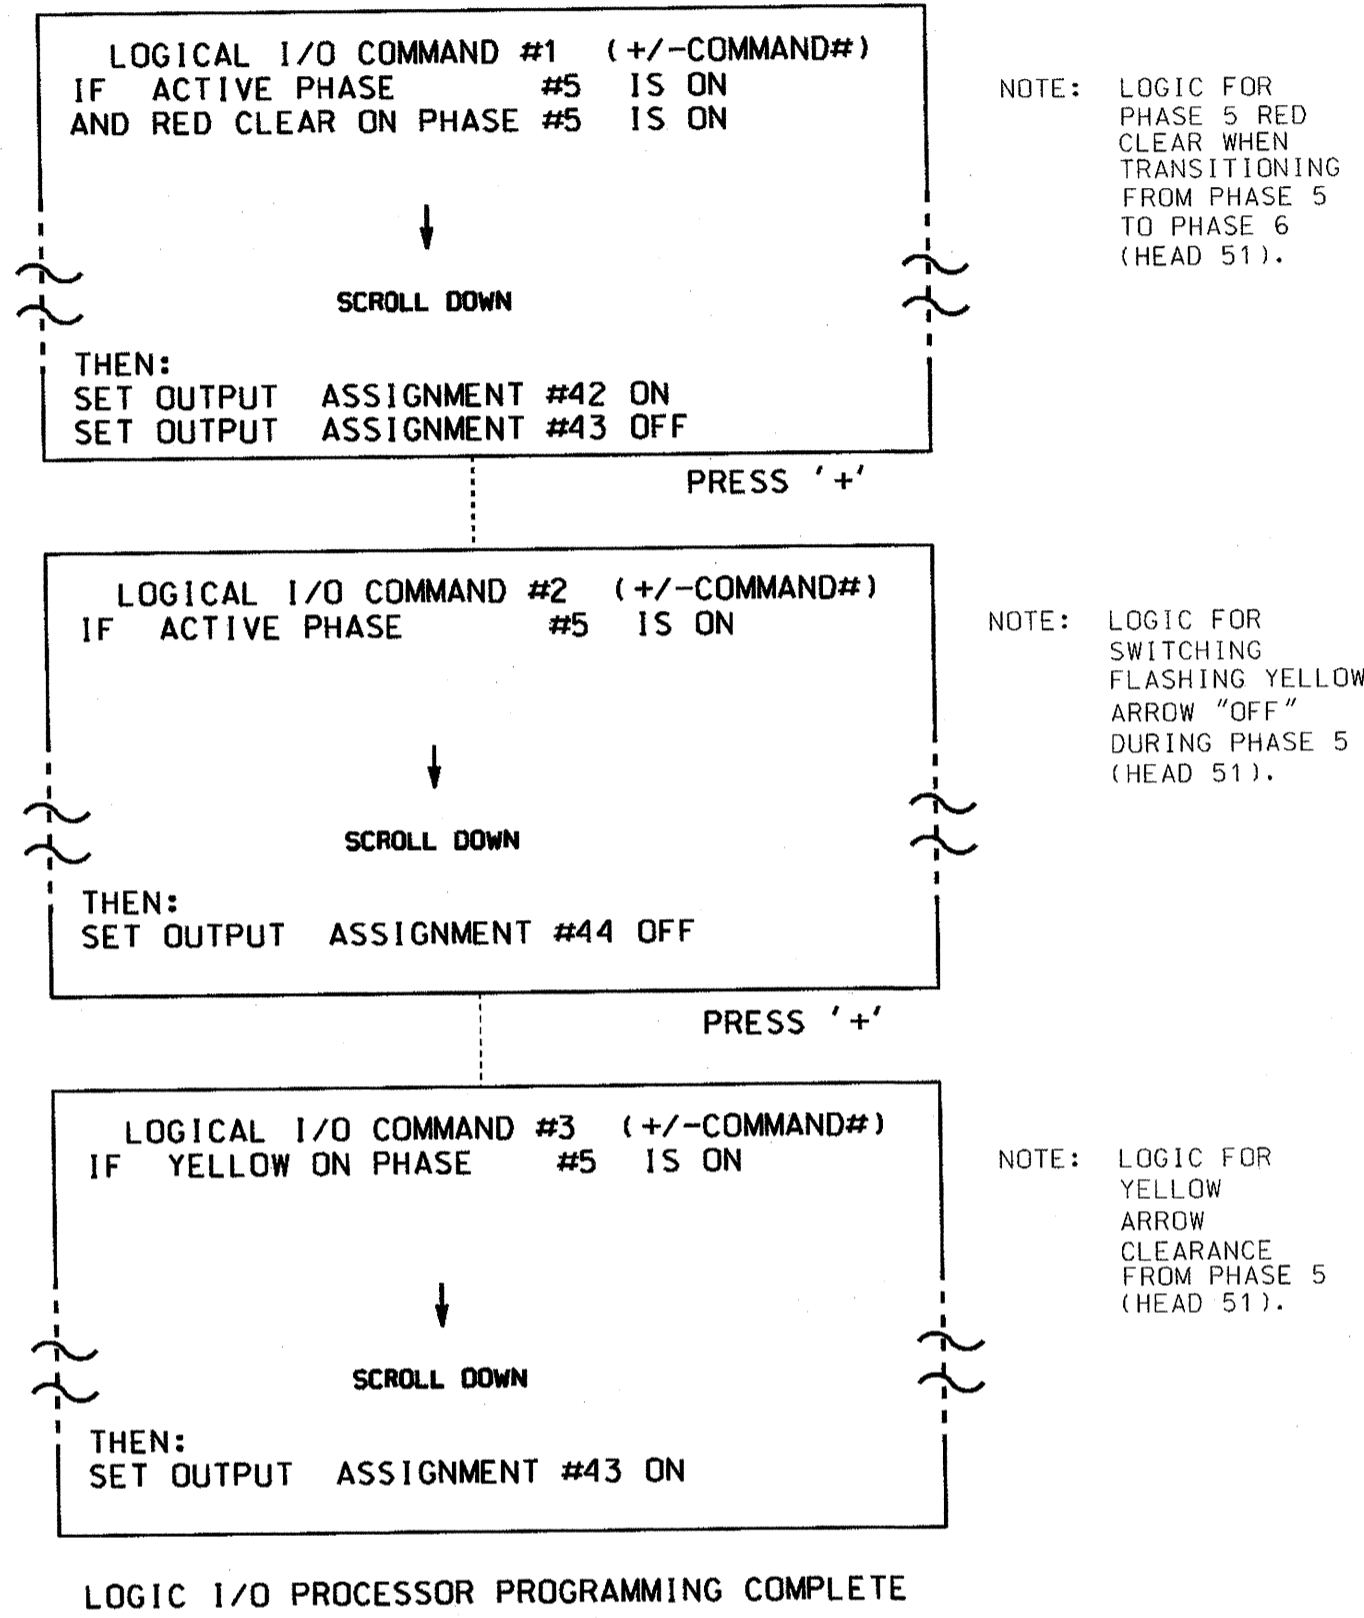 LOGICAL I/O COMMAND #1 (+/-COMMAND#)
IF ACTIVE PHASE #5 IS ON
AND RED CLEAR ON PHASE #5 IS ON
SCROLL DOWN
THEN:
SET OUTPUT ASSIGNMENT #42 ON
SET OUTPUT ASSIGNMENT #43 OFF
NOTE: LOGIC FOR
PHASE 5 RED
CLEAR WHEN
TRANSITIONING
FROM PHASE 5
TO PHASE 6
(HEAD 51).
PRESS '+'
LOGICAL I/O COMMAND #2 (+/-COMMAND#)
IF ACTIVE PHASE #5 IS ON
SCROLL DOWN
THEN:
SET OUTPUT ASSIGNMENT #44 OFF
NOTE: LOGIC FOR
SWITCHING
FLASHING YELLOW
ARROW "OFF"
DURING PHASE 5
(HEAD 51).
PRESS '+'
LOGICAL I/O COMMAND #3 (+/-COMMAND#)
IF YELLOW ON PHASE #5 IS ON
SCROLL DOWN
THEN:
SET OUTPUT ASSIGNMENT #43 ON
NOTE: LOGIC FOR
YELLOW
ARROW
CLEARANCE
FROM PHASE 5
(HEAD 51).
LOGIC I/O PROCESSOR PROGRAMMING COMPLETE